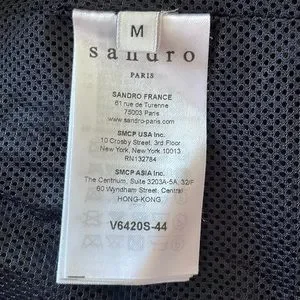 M
sandro
PARIS
SANDRO FRANCE
61 rue de Turenne
75003 Paris
www.sandro-paris.com
SMCP USA Inc.
10 Crosby Street. 3rd Floor
New York, New York 10013
RN132784
SMCP ASIA Inc.
The Centrium, Suite 3203A-5A, 32/F
60 Wyndham Street. Central
HONG-KONG
V6420S-44